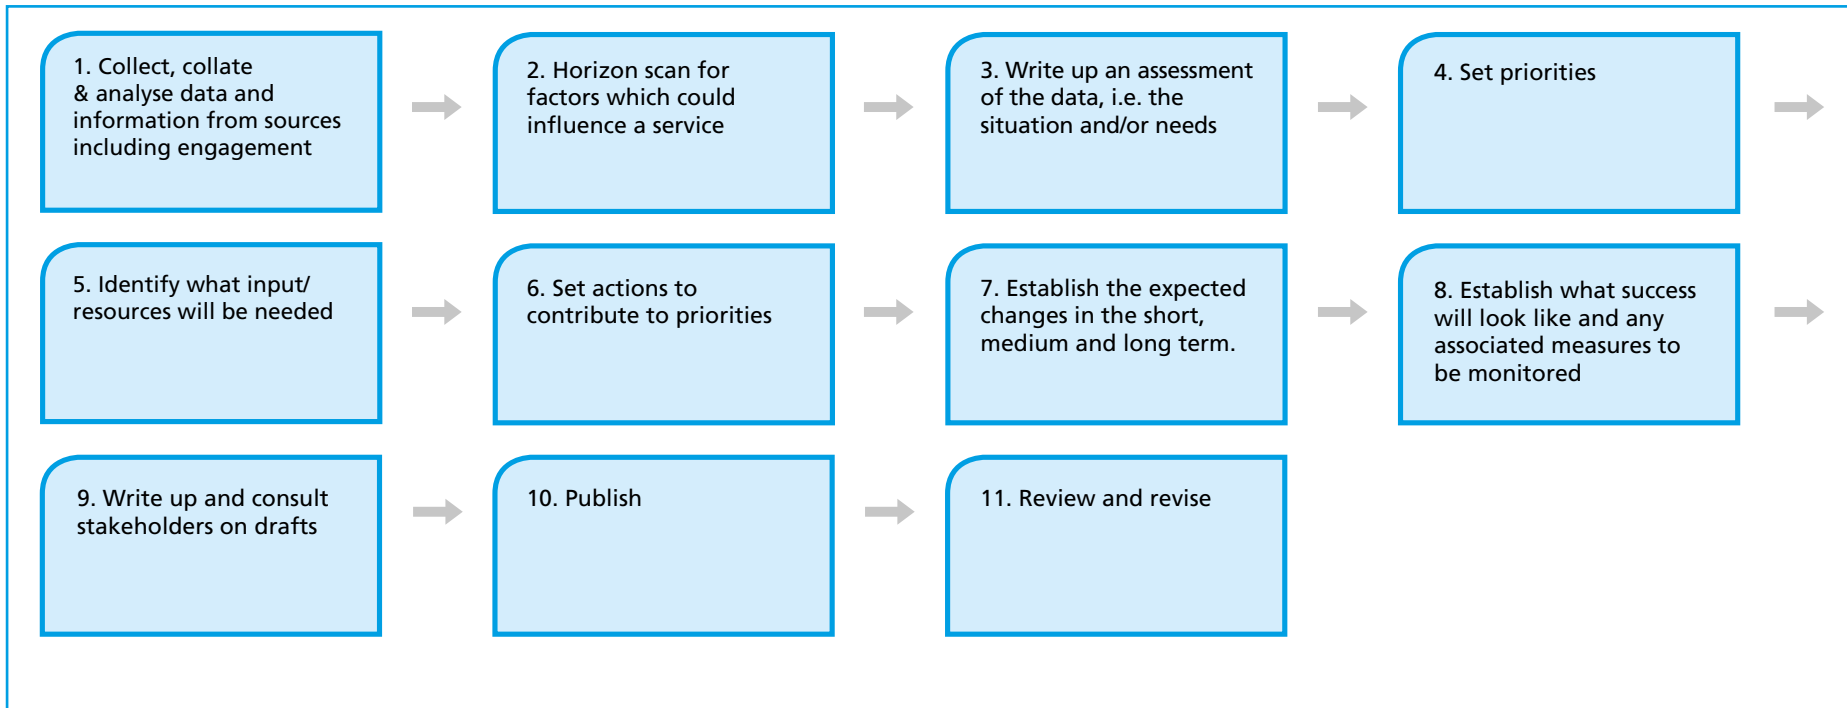 1. Collect, collate
& analyse data and
information from sources
including engagement
2. Horizon scan for
factors which could
influence a service
3. Write up an assessment
of the data, i.e. the
situation and/or needs
4. Set priorities
5. Identify what input/
resources will be needed
6. Set actions to
contribute to priorities
7. Establish the expected
changes in the short,
medium and long term.
8. Establish what success
will look like and any
associated measures to
be monitored
9. Write up and consult
stakeholders on drafts
10. Publish
11. Review and revise